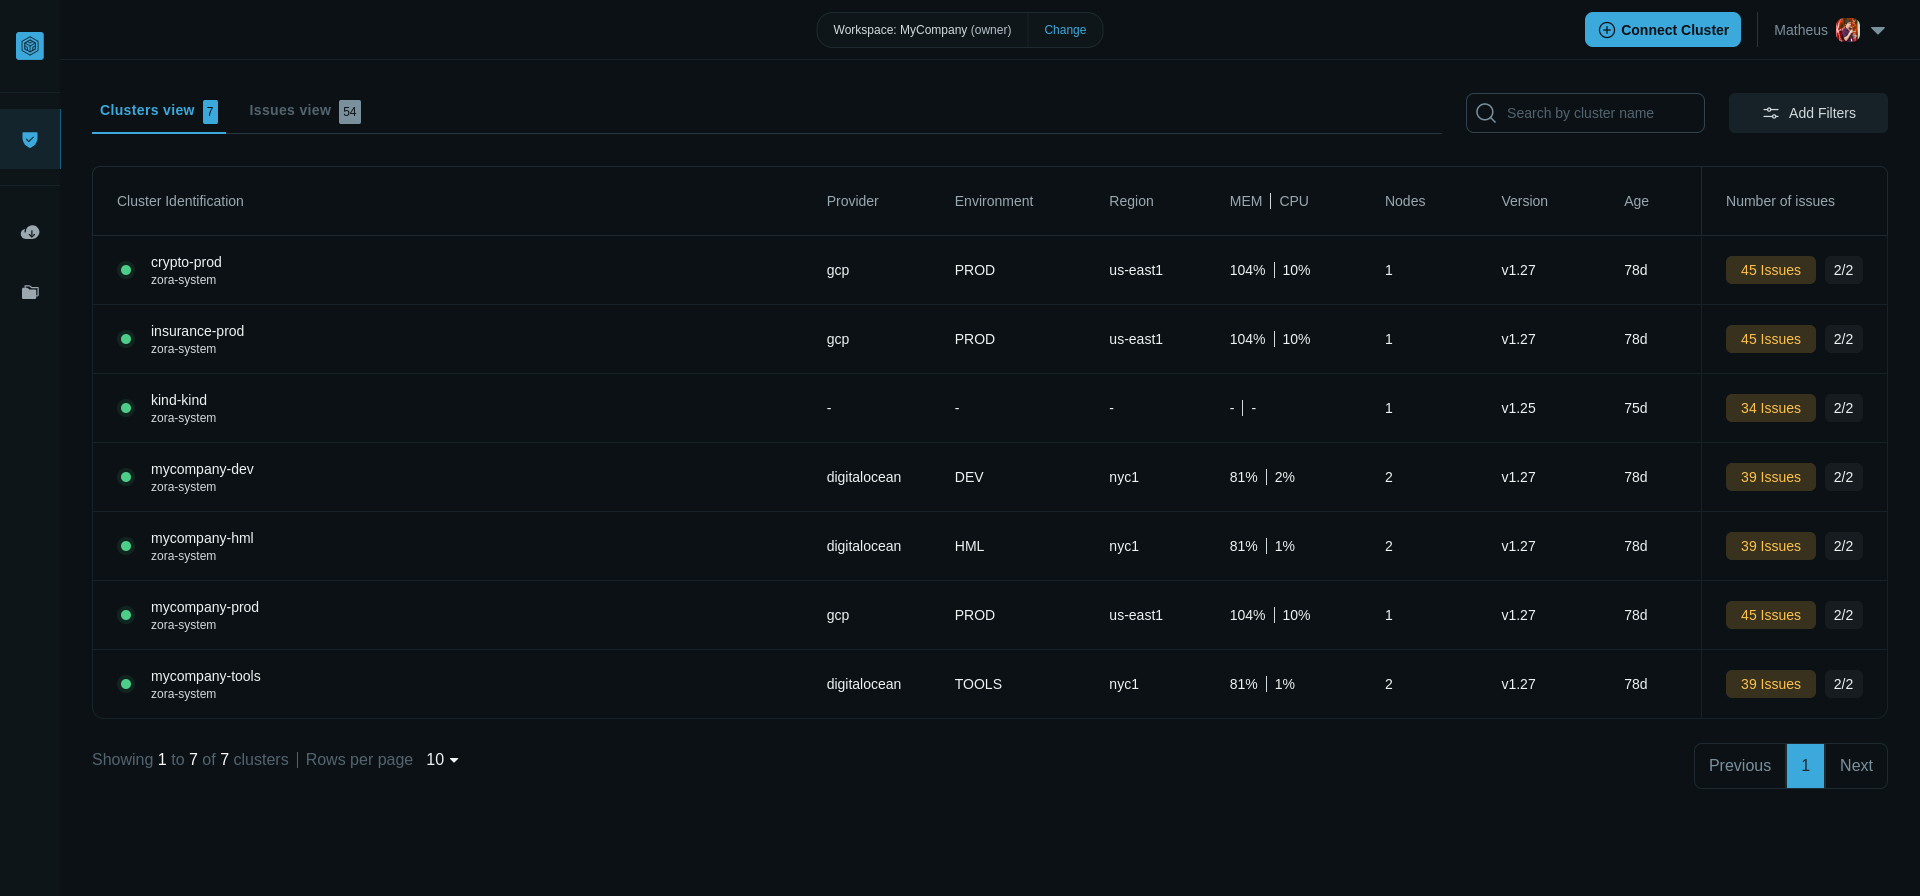 Workspace: MyCompany (owner) Change
Connect Cluster Matheus
Clusters view 7 Issues view 54
Search by cluster name Add Filters
Cluster Identification Provider Environment Region MEM CPU Nodes Version Age Number of issues
crypto-prod
zora-system
gcp PROD us-east1 104% 10% 1 v1.27 78d 45 Issues 2/2
insurance-prod
zora-system
gcp PROD us-east1 104% 10% 1 v1.27 78d 45 Issues 2/2
kind-kind
zora-system
- - - - - 1 v1.25 75d 34 Issues 2/2
mycompany-dev
zora-system
digitalocean DEV nyc1 81% 2% 2 v1.27 78d 39 Issues 2/2
mycompany-hml
zora-system
digitalocean HML nyc1 81% 1% 2 v1.27 78d 39 Issues 2/2
mycompany-prod
zora-system
gcp PROD us-east1 104% 10% 1 v1.27 78d 45 Issues 2/2
mycompany-tools
zora-system
digitalocean TOOLS nyc1 81% 1% 2 v1.27 78d 39 Issues 2/2
Showing 1 to 7 of 7 clusters Rows per page 10
Previous 1 Next